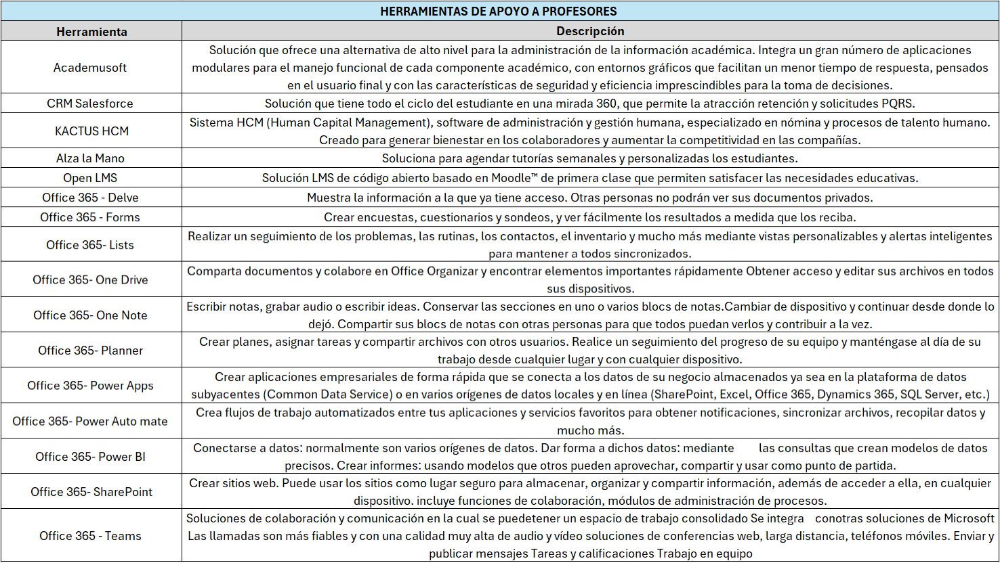 HERRAMIENTAS DE APOYO A PROFESORES
Herramienta
Descripción
Academusoft
Solución que ofrece una alternativa de alto nivel para la administración de la información académica. Integra un gran número de aplicaciones
modulares para el manejo funcional de cada componente académico, con entornos gráficos que facilitan un menor tiempo de respuesta, pensados
en el usuario final y con las características de seguridad y eficiencia imprescindibles para la toma de decisiones.
CRM Salesforce
Solución que tiene todo el ciclo del estudiante en una mirada 360, que permite la atracción retención y solicitudes PQRS.
KACTUS HCM
Sistema HCM (Human Capital Management), software de administración y gestión humana, especializado en nómina y procesos de talento humano.
Creado para generar bienestar en los colaboradores y aumentar la competitividad en las compañías.
Alza la Mano
Soluciona para agendar tutorías semanales y personalizadas los estudiantes.
Open LMS
Solución LMS de código abierto basado en Moodle™ de primera clase que permiten satisfacer las necesidades educativas.
Office 365 - Delve
Muestra la información a la que ya tiene acceso. Otras personas no podrán ver sus documentos privados.
Office 365 - Forms
Crear encuestas, cuestionarios y sondeos, y ver fácilmente los resultados a medida que los reciba.
Office 365- Lists
Realizar un seguimiento de los problemas, las rutinas, los contactos, el inventario y mucho más mediante vistas personalizables y alertas inteligentes
para mantener a todos sincronizados.
Office 365- One Drive
Comparta documentos y colabore en Office Organizar y encontrar elementos importantes rápidamente Obtener acceso y editar sus archivos en todos
sus dispositivos.
Office 365- One Note
Escribir notas, grabar audio o escribir ideas. Conservar las secciones en uno o varios blocs de notas.Cambiar de dispositivo y continuar desde donde lo
dejó. Compartir sus blocs de notas con otras personas para que todos puedan verlos y contribuir a la vez.
Office 365- Planner
Crear planes, asignar tareas y compartir archivos con otros usuarios. Realice un seguimiento del progreso de su equipo y manténgase al día de su
trabajo desde cualquier lugar y con cualquier dispositivo.
Office 365- Power Apps
Crear aplicaciones empresariales de forma rápida que se conecta a los datos de su negocio almacenados ya sea en la plataforma de datos
subyacentes (Common Data Service) o en varios orígenes de datos locales y en línea (SharePoint, Excel, Office 365, Dynamics 365, SQL Server, etc.)
Office 365- Power Auto mate
Crea flujos de trabajo automatizados entre tus aplicaciones y servicios favoritos para obtener notificaciones, sincronizar archivos, recopilar datos y
mucho más.
Office 365- Power BI
Conectarse a datos: normalmente son varios orígenes de datos. Dar forma a dichos datos: mediante las consultas que crean modelos de datos
precisos. Crear informes: usando modelos que otros pueden aprovechar, compartir y usar como punto de partida.
Office 365- SharePoint
Crear sitios web. Puede usar los sitios como lugar seguro para almacenar, organizar y compartir información, además de acceder a ella, en cualquier
dispositivo. incluye funciones de colaboración, módulos de administración de procesos.
Office 365 - Teams
Soluciones de colaboración y comunicación en la cual se puedetener un espacio de trabajo consolidado Se integra conotras soluciones de Microsoft
Las llamadas son más fiables y con una calidad muy alta de audio y vídeo soluciones de conferencias web, larga distancia, teléfonos móviles. Enviar y
publicar mensajes Tareas y calificaciones Trabajo en equipo